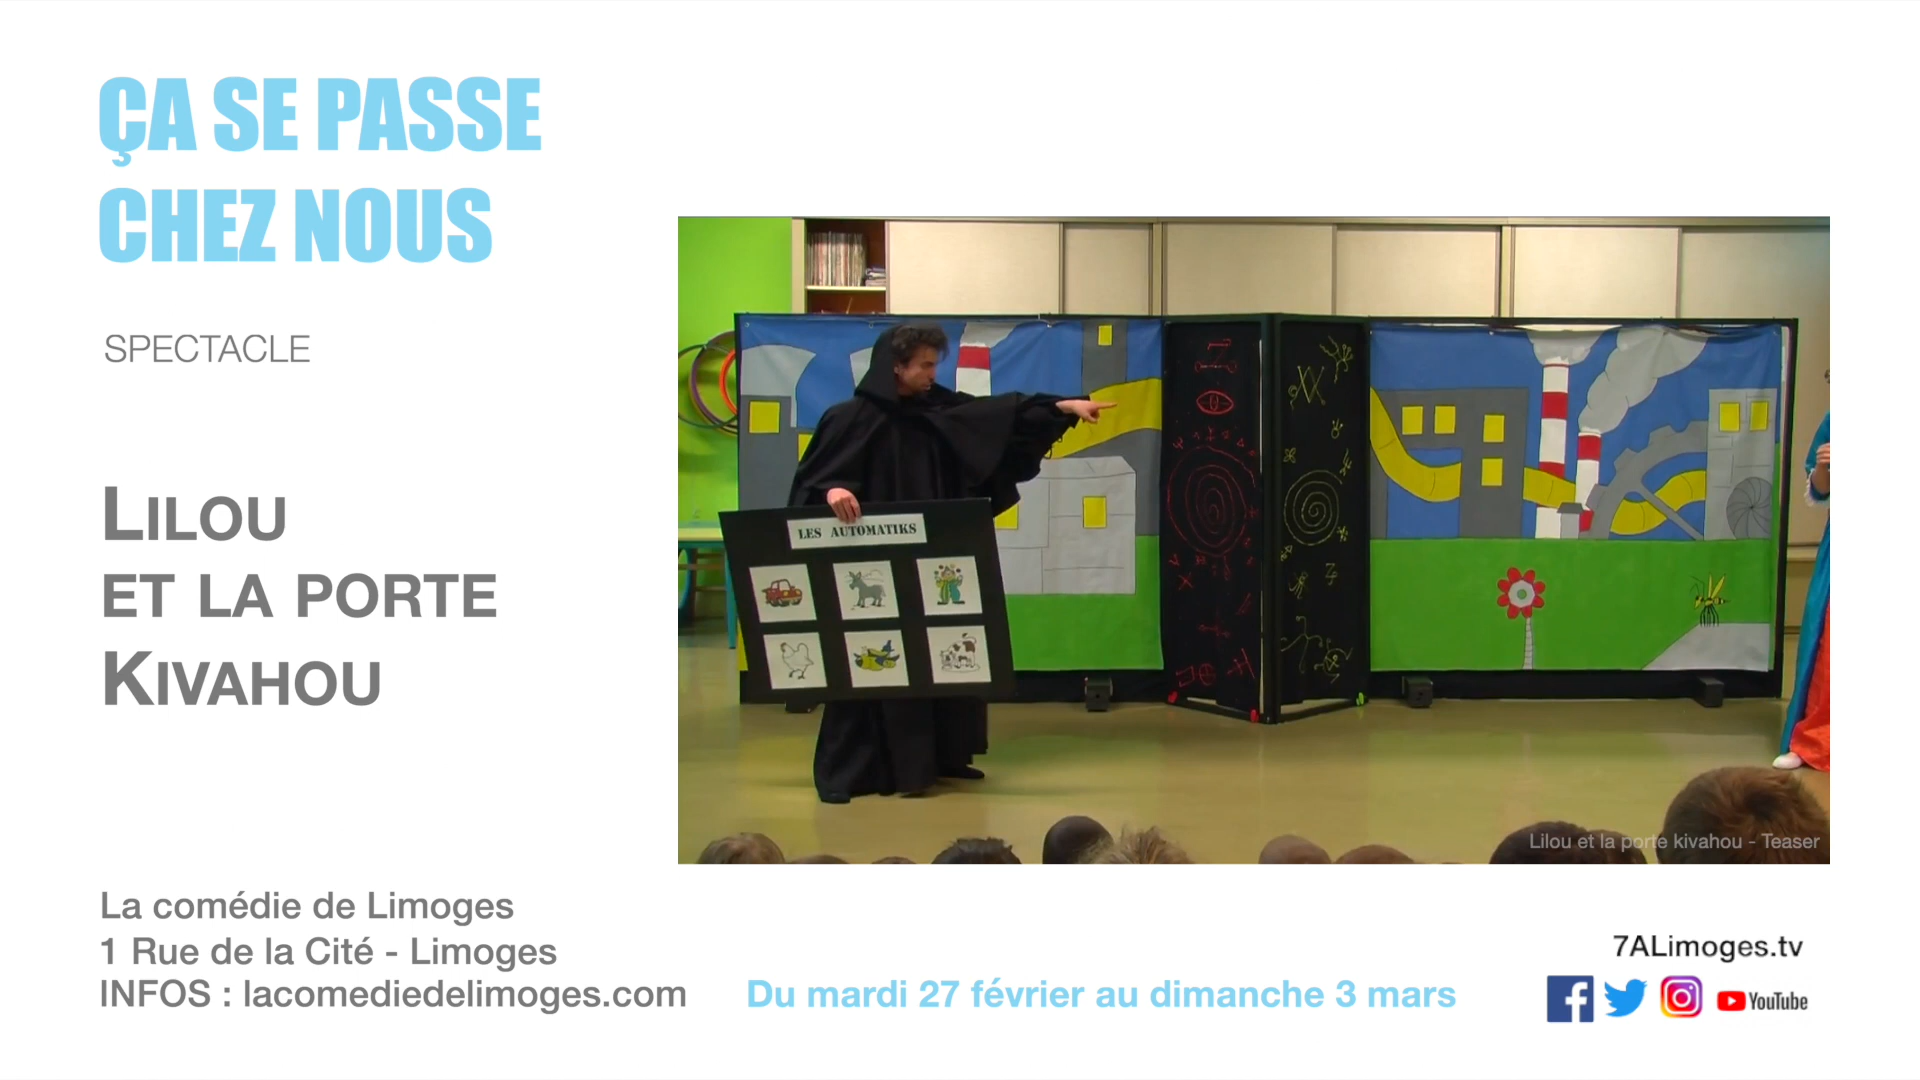 ÇA SE PASSE
CHEZ NOUS
SPECTACLE
LILOU
ET LA PORTE
KIVAHOU
LES AUTOMATIKS
Lilou et la porte kivahou - Teaser
La comédie de Limoges
1 Rue de la Cité - Limoges
INFOS : lacomediedelimoges.com
Du mardi 27 février au dimanche 3 mars
7ALimoges.tv
YouTube